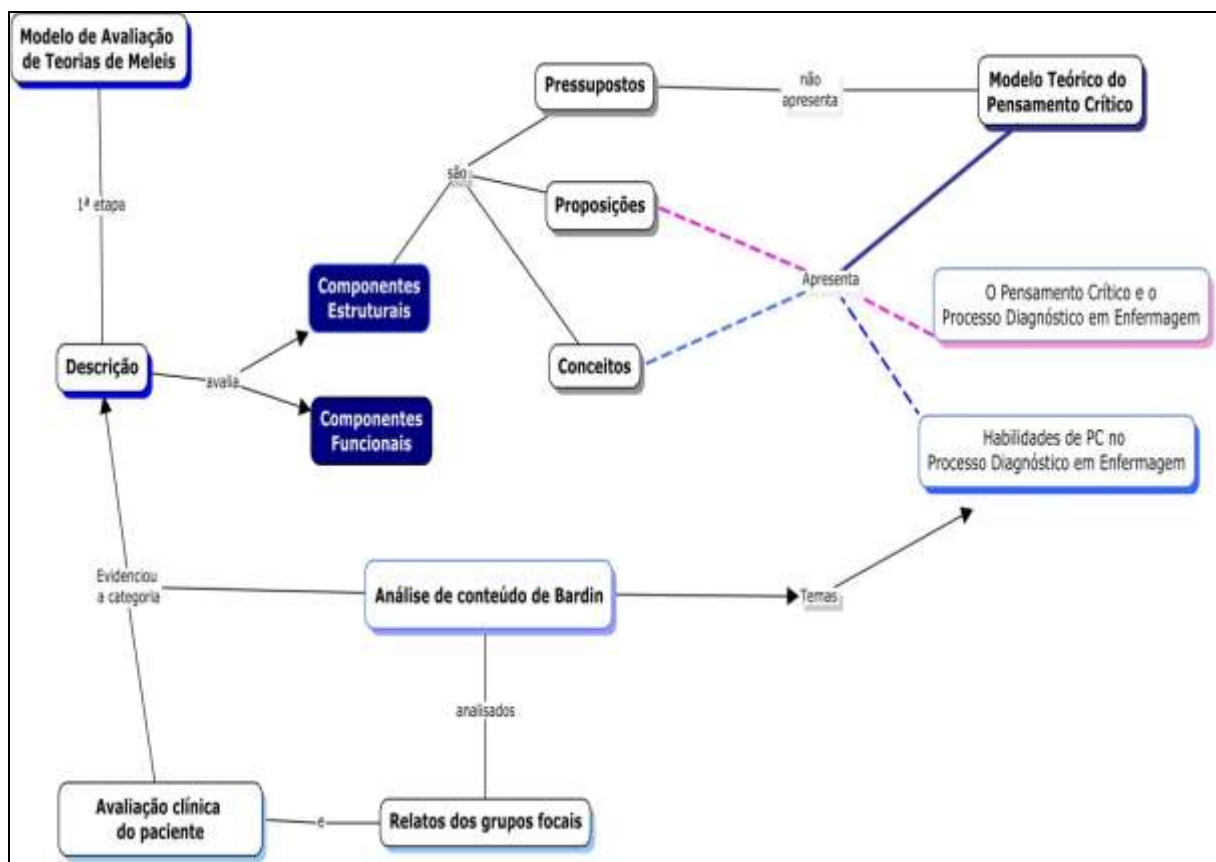 Modelo de Avaliação
de Teorias de Meleis
Pressupostos
não
apresenta
Modelo Teórico do
Pensamento Crítico
são
1ª etapa
Proposições
Componentes
Estruturais
Apresenta
O Pensamento Crítico e o
Processo Diagnóstico em Enfermagem
Descrição
avalia
Conceitos
Componentes
Funcionais
Habilidades de PC no
Processo Diagnóstico em Enfermagem
Evidenciou
a categoria
Análise de conteúdo de Bardin
Temas
analisados
Avaliação clínica
do paciente
e
Relatos dos grupos focais